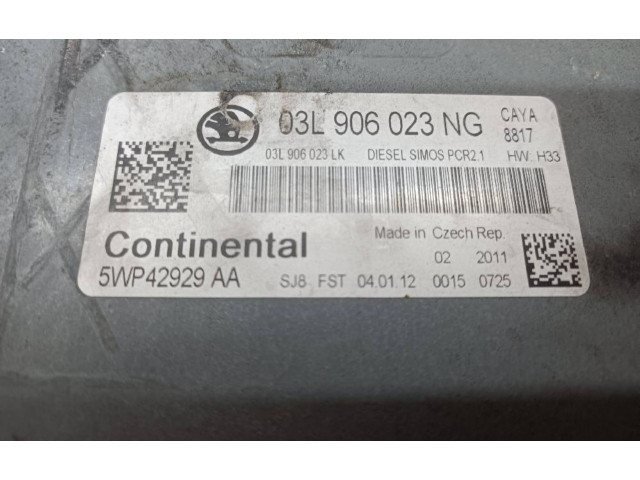 03L 906 023 NG CAYA
8817
03L 906 023 LK DIESEL SIMOS PCR2.1 HW: H33
Continental Made in Czech Rep.
02 2011
5WP42929 AA SJ8 FST 04.01.12 0015 0725